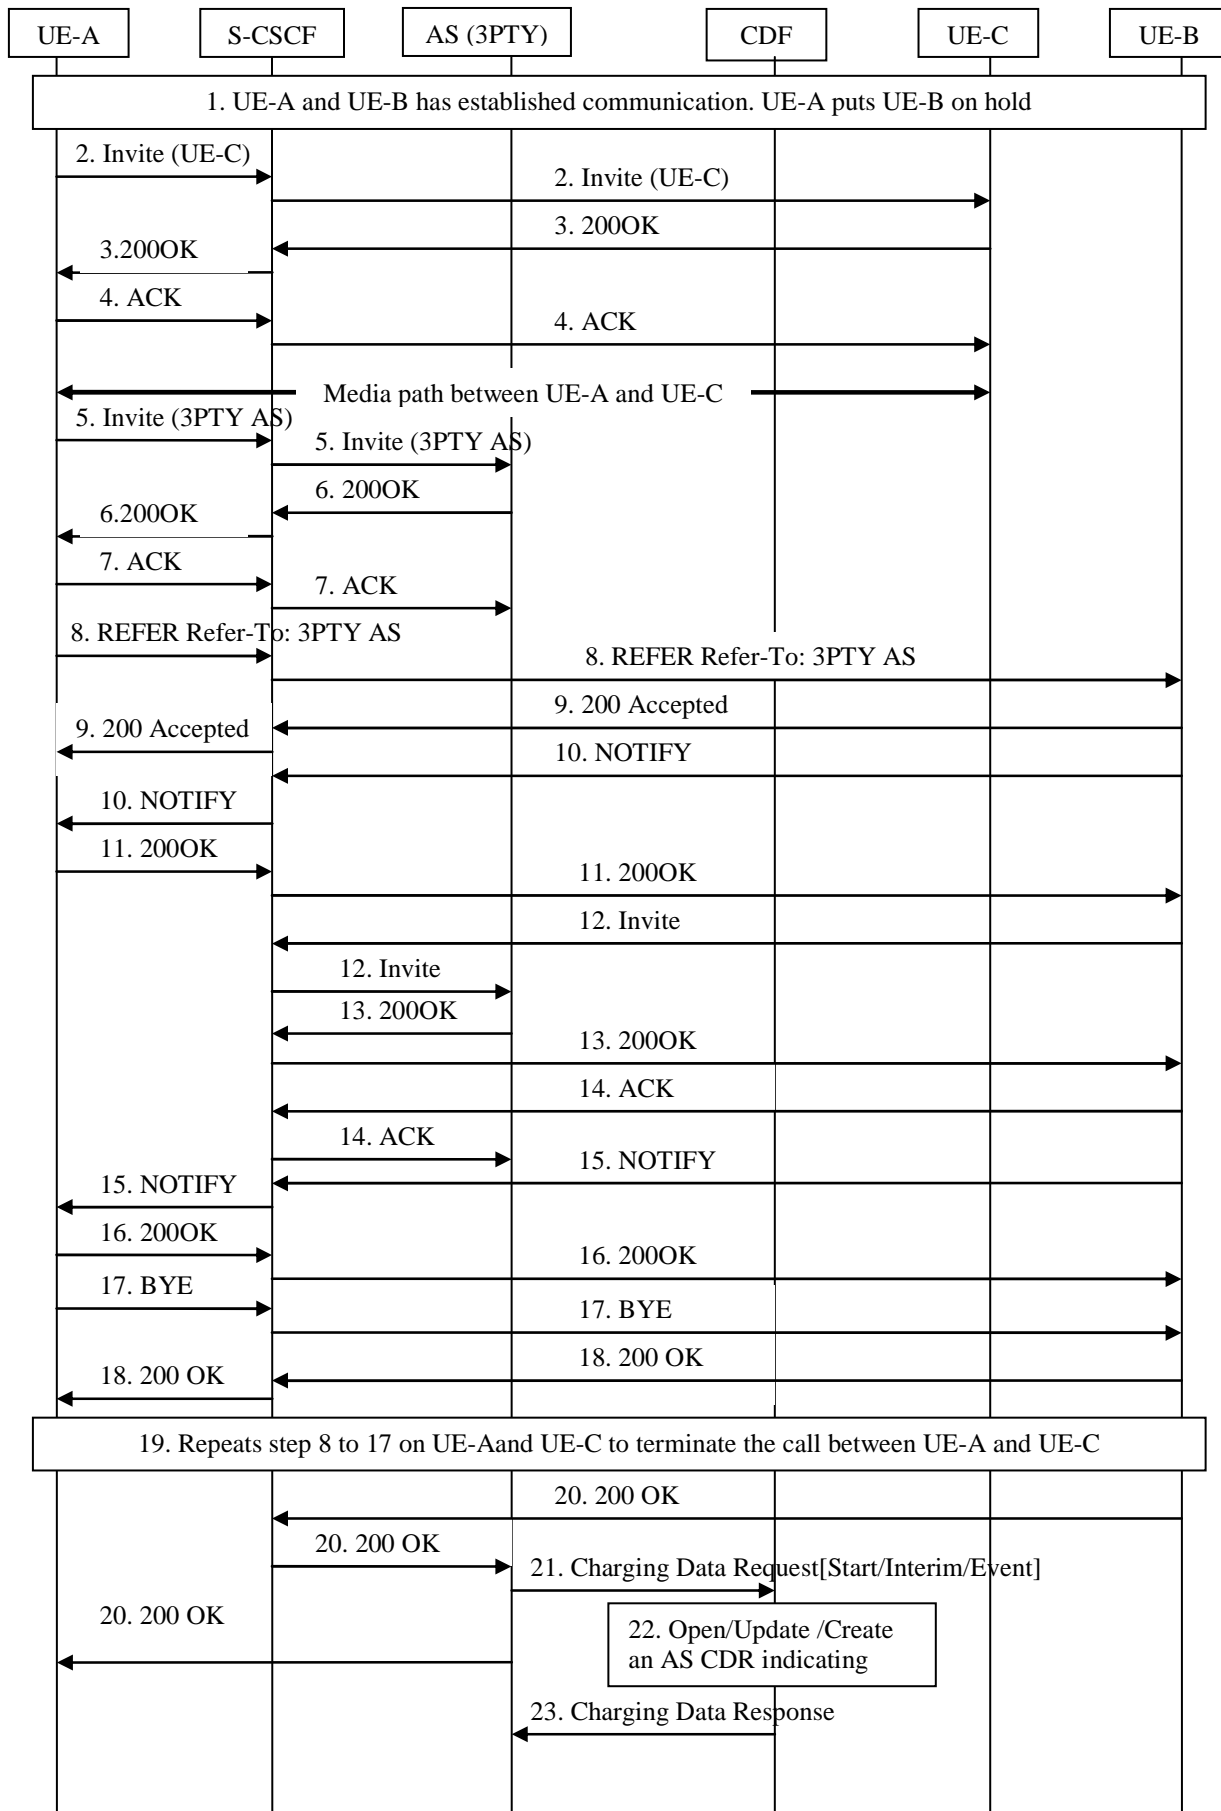 UE-A
S-CSCF
AS (3PTY)
CDF
UE-C
UE-B
1. UE-A and UE-B has established communication. UE-A puts UE-B on hold
2. Invite (UE-C)
2. Invite (UE-C)
3. 200OK
3.200OK
4. ACK
4. ACK
Media path between UE-A and UE-C
5. Invite (3PTY AS)
5. Invite (3PTY AS)
6. 200OK
6.200OK
7. ACK
7. ACK
8. REFER Refer-To: 3PTY AS
8. REFER Refer-To: 3PTY AS
9. 200 Accepted
9. 200 Accepted
10. NOTIFY
10. NOTIFY
11. 200OK
11. 200OK
12. Invite
12. Invite
13. 200OK
13. 200OK
14. ACK
14. ACK
15. NOTIFY
15. NOTIFY
16. 200OK
16. 200OK
17. BYE
17. BYE
18. 200 OK
18. 200 OK
19. Repeats step 8 to 17 on UE-Aand UE-C to terminate the call between UE-A and UE-C
20. 200 OK
20. 200 OK
21. Charging Data Request[Start/Interim/Event]
20. 200 OK
22. Open/Update /Create
an AS CDR indicating
23. Charging Data Response